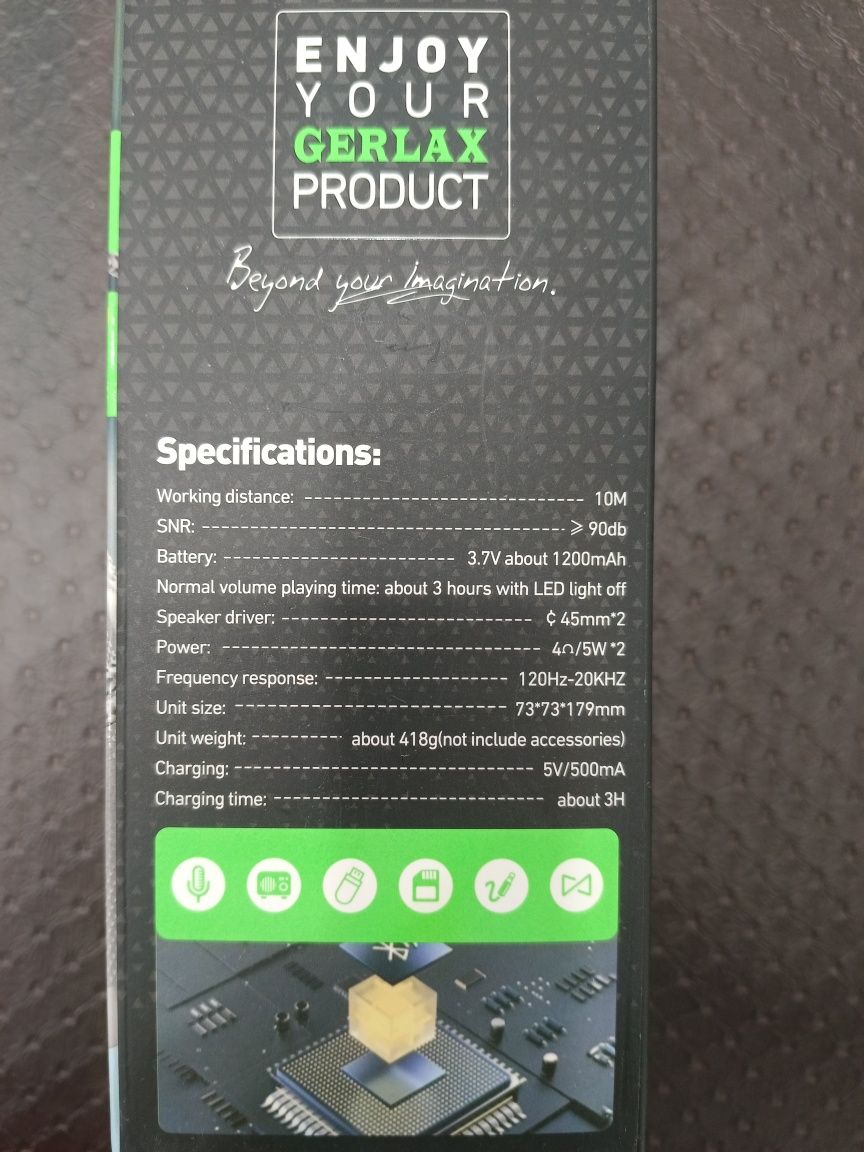 ENJOY
YOUR
GERLAX
PRODUCT
Beyond your Imagination.
Specifications:
Working distance: ---------------------------- 10M
SNR: ------------------------------------- ⩾ 90db
Battery: ----------------------- 3.7V about 1200mAh
Normal volume playing time: about 3 hours with LED light off
Speaker driver: ------------------------- ¢ 45mm*2
Power: -------------------------------- 4∩/5W *2
Frequency response: ------------------ 120Hz-20KHZ
Unit size: --------------------------- 73*73*179mm
Unit weight: --------- about 418g(not include accessories)
Charging: ------------------------------ 5V/500mA
Charging time: --------------------------- about 3H